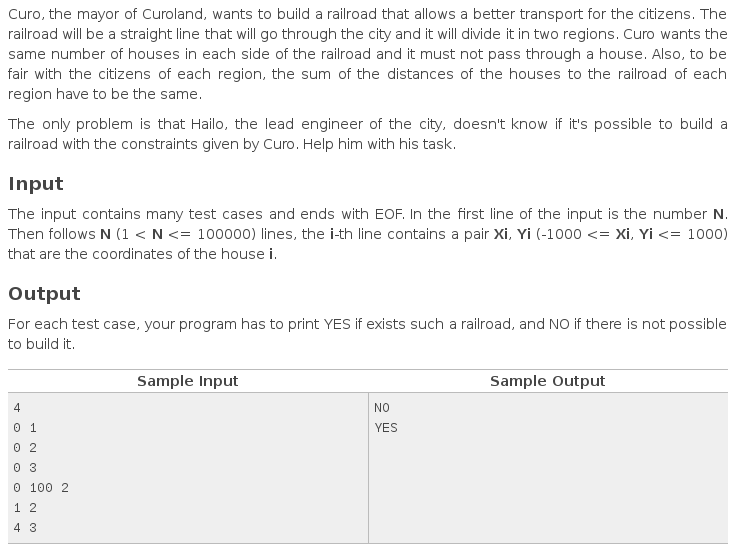 Curo, the mayor of Curoland, wants to build a railroad that allows a better transport for the citizens. The
railroad will be a straight line that will go through the city and it will divide it in two regions. Curo wants the
same number of houses in each side of the railroad and it must not pass through a house. Also, to be
fair with the citizens of each region, the sum of the distances of the houses to the railroad of each
region have to be the same.
The only problem is that Hailo, the lead engineer of the city, doesn't know if it's possible to build a
railroad with the constraints given by Curo. Help him with his task.
Input
The input contains many test cases and ends with EOF. In the first line of the input is the number N.
Then follows N (1 < N <= 100000) lines, the i-th line contains a pair Xi, Yi (-1000 <= Xi, Yi <= 1000)
that are the coordinates of the house i.
Output
For each test case, your program has to print YES if exists such a railroad, and NO if there is not possible
to build it.
Sample Input Sample Output
4 NO
0 1 YES
0 2
0 3
0 100 2
1 2
4 3